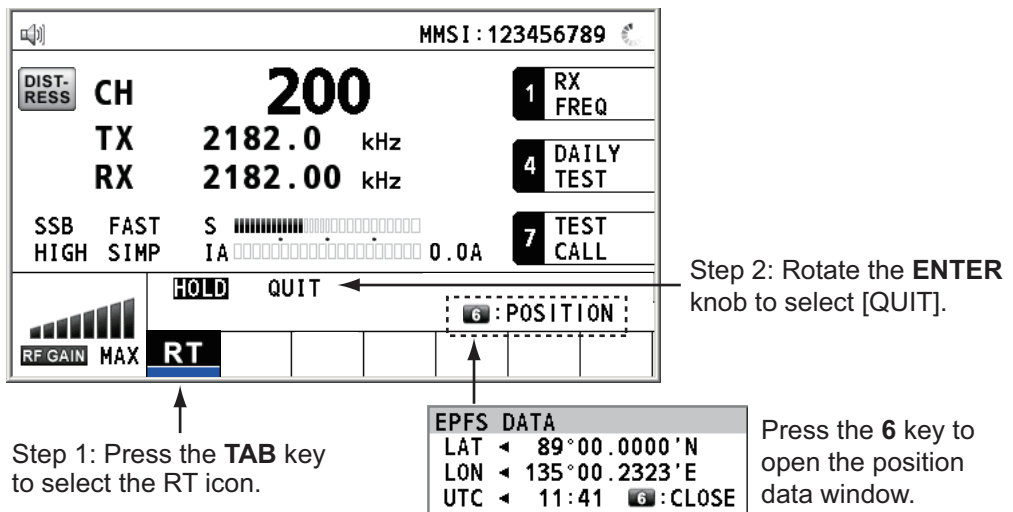 MMSI:123456789
DIST-
RESS
CH 200
TX 2182.0 kHz
RX 2182.00 kHz
1 RX
FREQ
4 DAILY
TEST
7 TEST
CALL
SSB FAST S
HIGH SIMP IA 0.0A
HOLD QUIT
6:POSITION
RF GAIN MAX RT
Step 2: Rotate the ENTER
knob to select [QUIT].
Step 1: Press the TAB key
to select the RT icon.
EPFS DATA
LAT ◄ 89°00.0000'N
LON ◄ 135°00.2323'E
UTC ◄ 11:41 6:CLOSE
Press the 6 key to
open the position
data window.